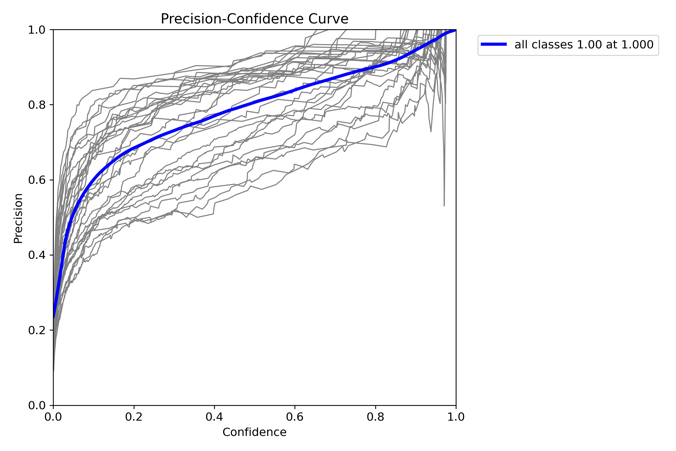 Precision-Confidence Curve
all classes 1.00 at 1.000
1.0
0.8
0.6
0.4
0.2
0.0
Precision
0.0 0.2 0.4 0.6 0.8 1.0
Confidence